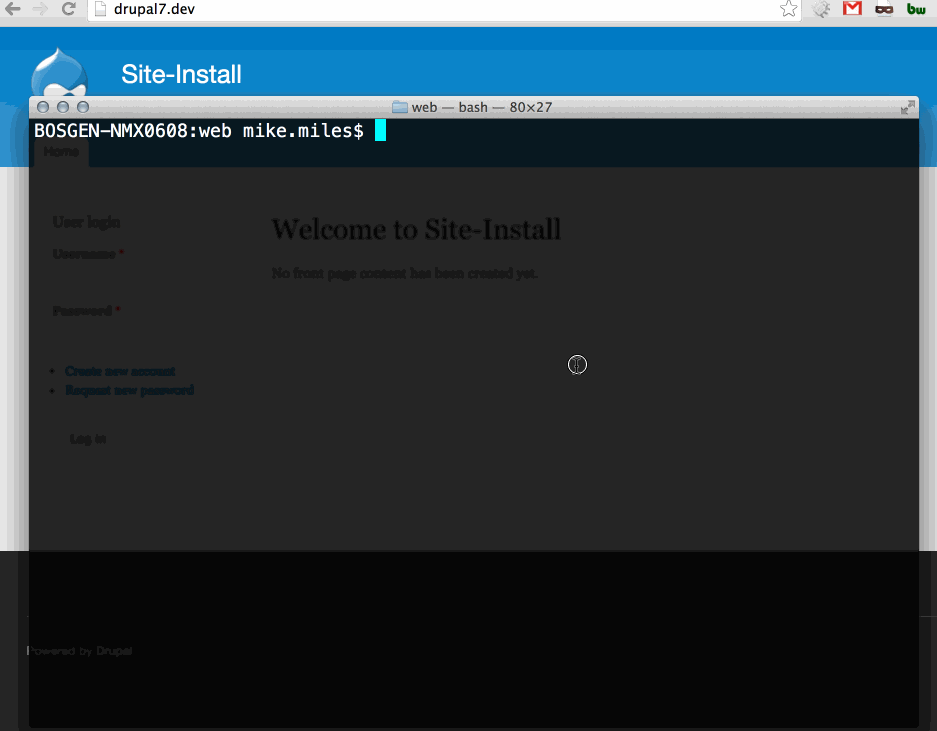 drupal7.dev
bw
Site-Install
web — bash — 80×27
BOSGEN-NMX0608:web mike.miles$
Home
User login
Welcome to Site-Install
Username *
No front page content has been created yet.
Password *
Create new account
Request new password
Log in
Powered by Drupal